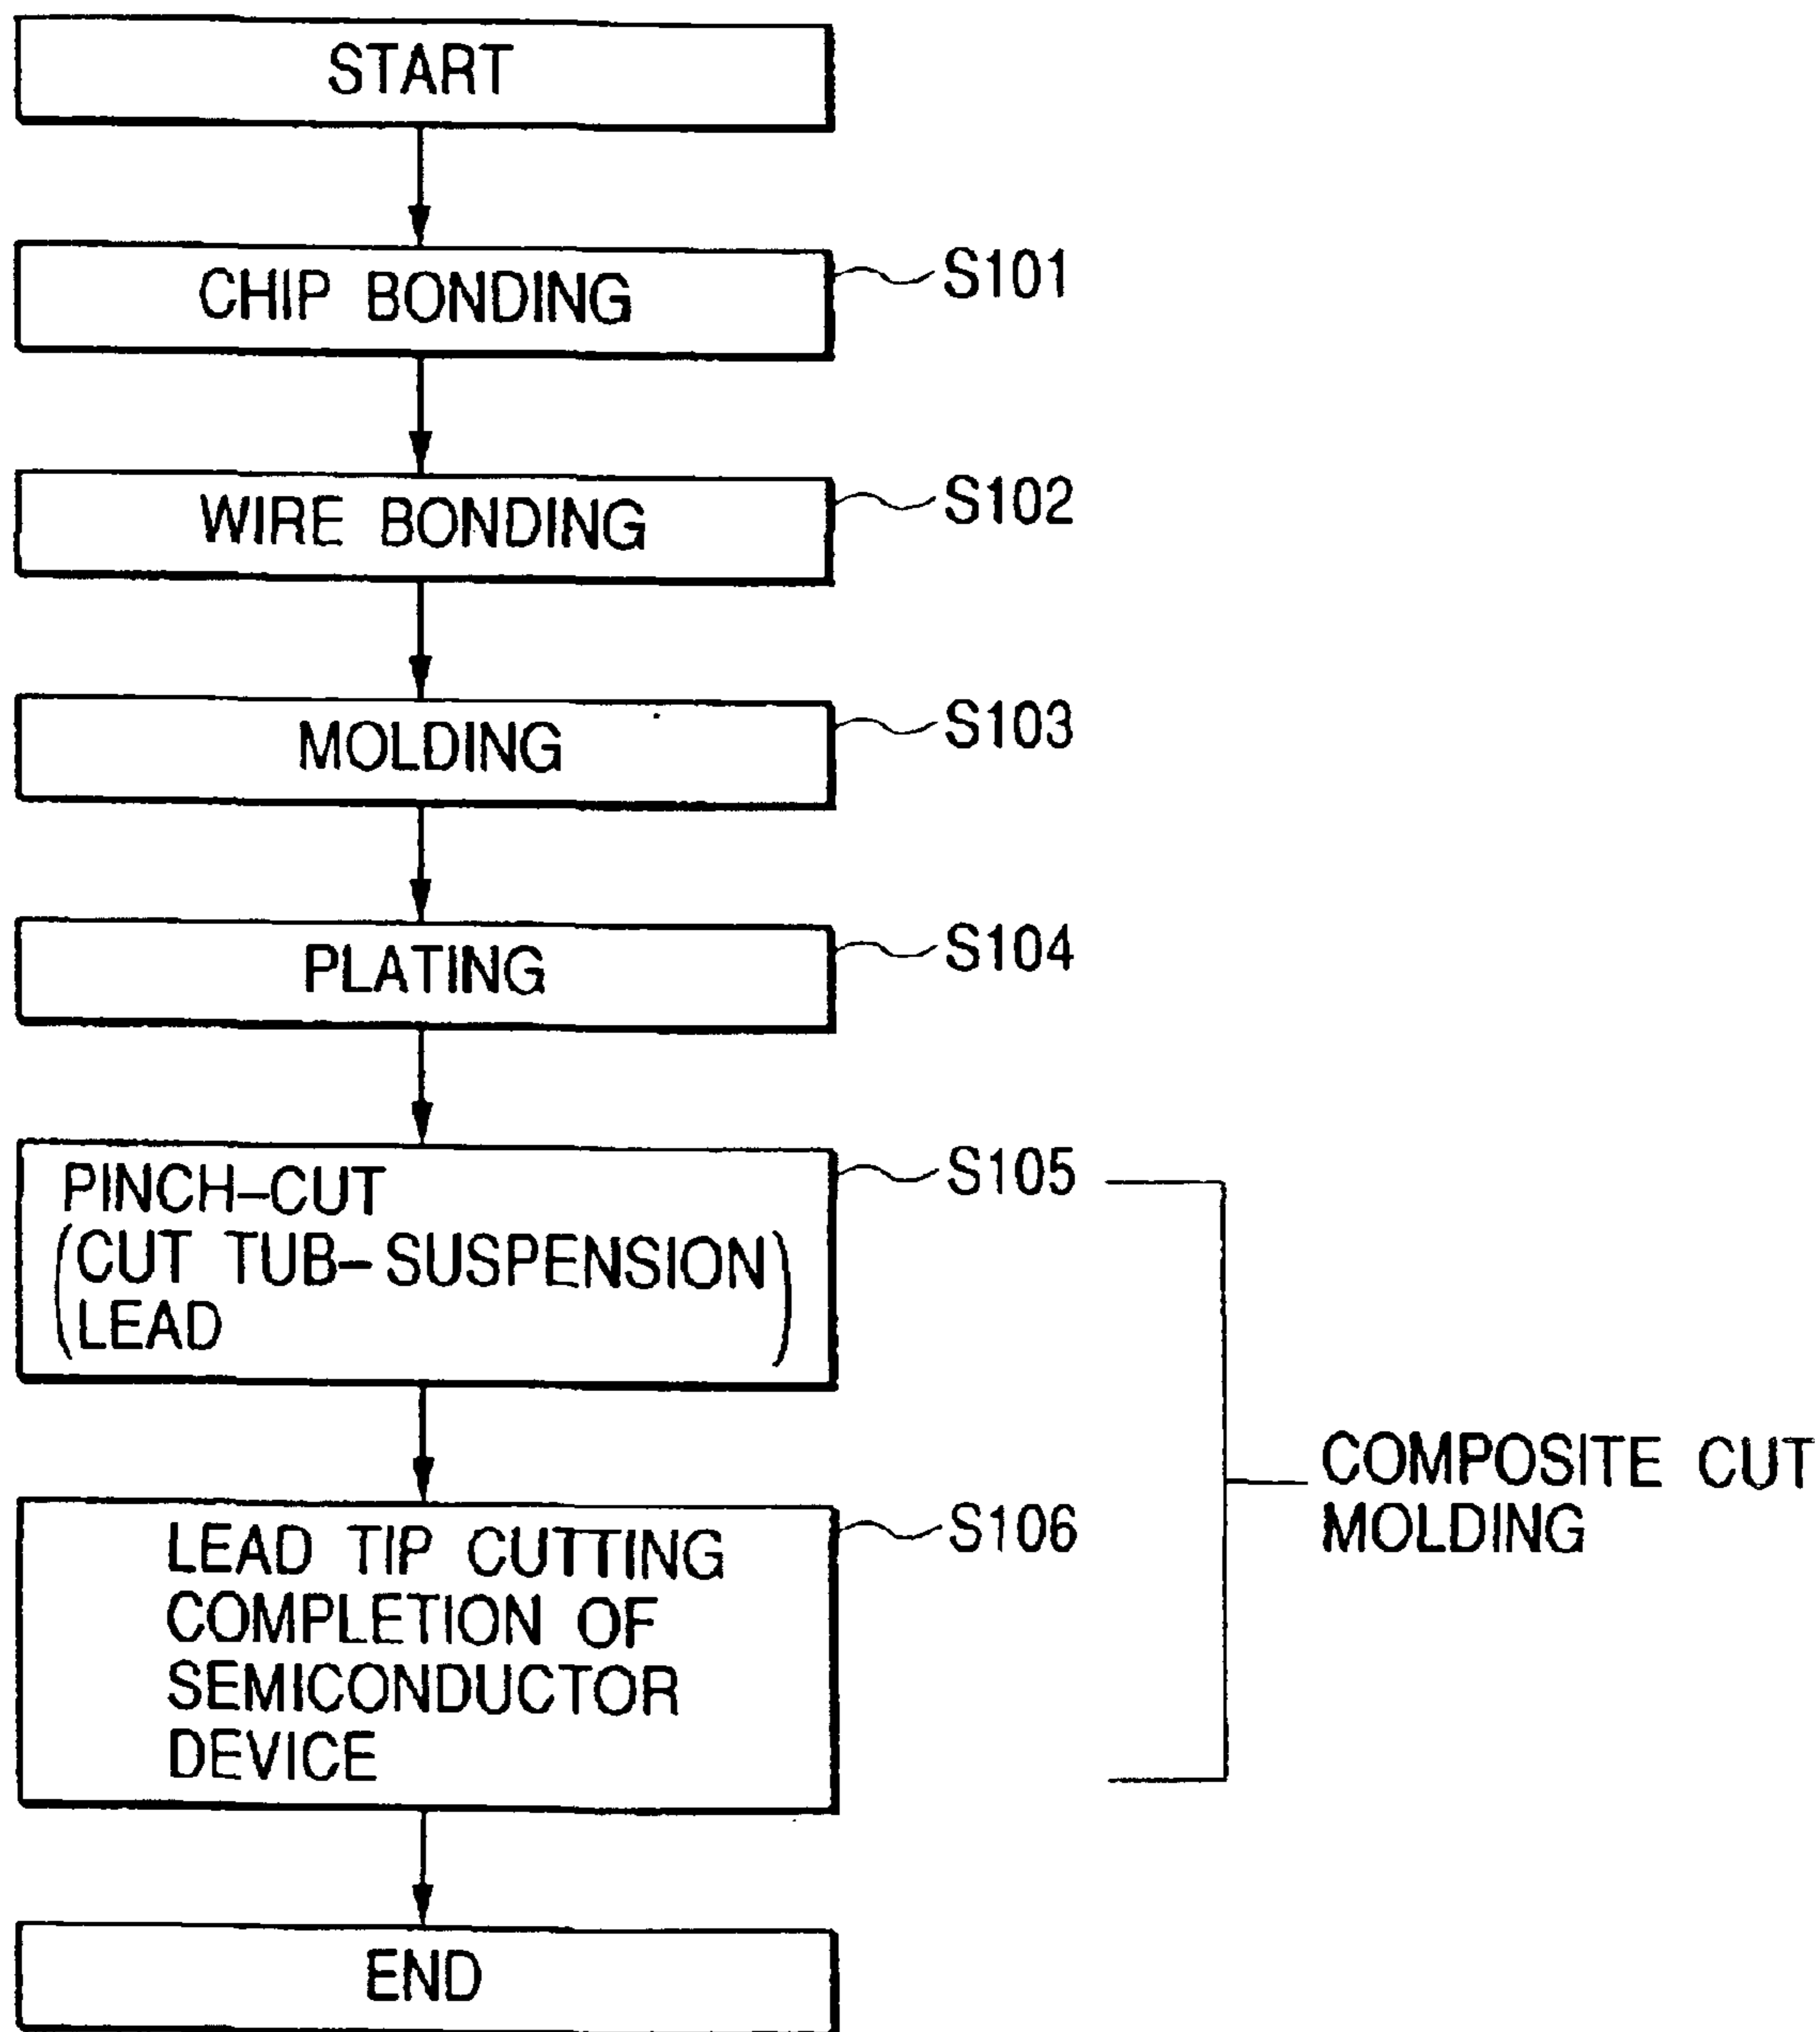 START
CHIP BONDING
S101
WIRE BONDING
S102
MOLDING
S103
PLATING
S104
PINCH-CUT
(CUT TUB-SUSPENSION
LEAD)
S105
LEAD TIP CUTTING
COMPLETION OF
SEMICONDUCTOR
DEVICE
S106
COMPOSITE CUT
MOLDING
END